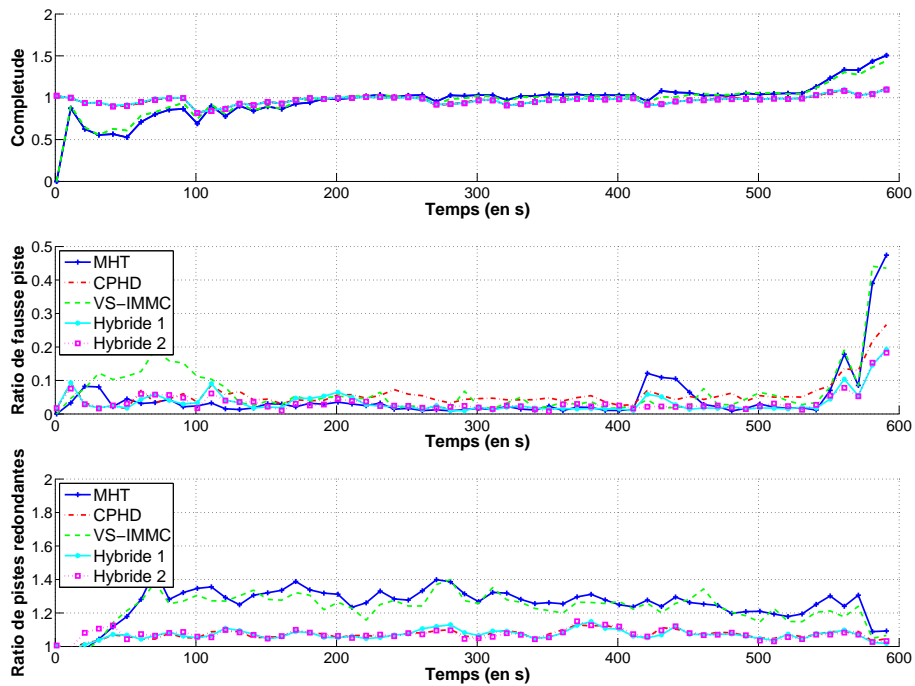 2
1.5
1
0.5
0
Completude
0
100
200
300
400
500
600
Temps (en s)
0.5
0.4
0.3
0.2
0.1
0
Ratio de fausse piste
MHT
CPHD
VS−IMMC
Hybride 1
Hybride 2
0
100
200
300
400
500
600
Temps (en s)
2
1.8
1.6
1.4
1.2
1
Ratio de pistes redondantes
MHT
CPHD
VS−IMMC
Hybride 1
Hybride 2
0
100
200
300
400
500
600
Temps (en s)